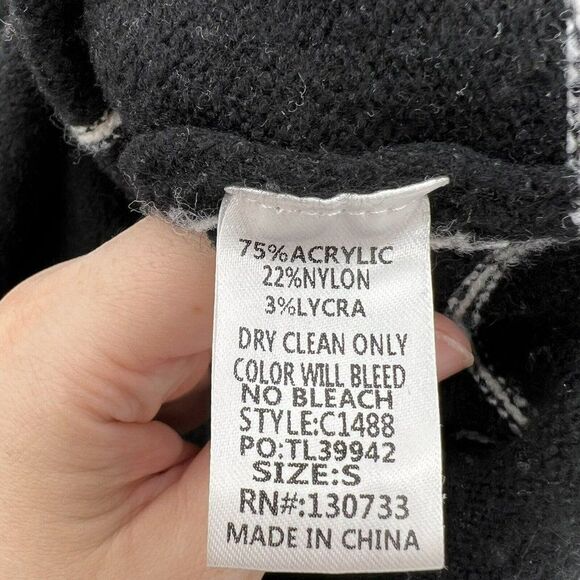 75%ACRYLIC
22%NYLON
3%LYCRA
DRY CLEAN ONLY
COLOR WILL BLEED
NO BLEACH
STYLE:C1488
PO:TL39942
SIZE:S
RN#:130733
MADE IN CHINA